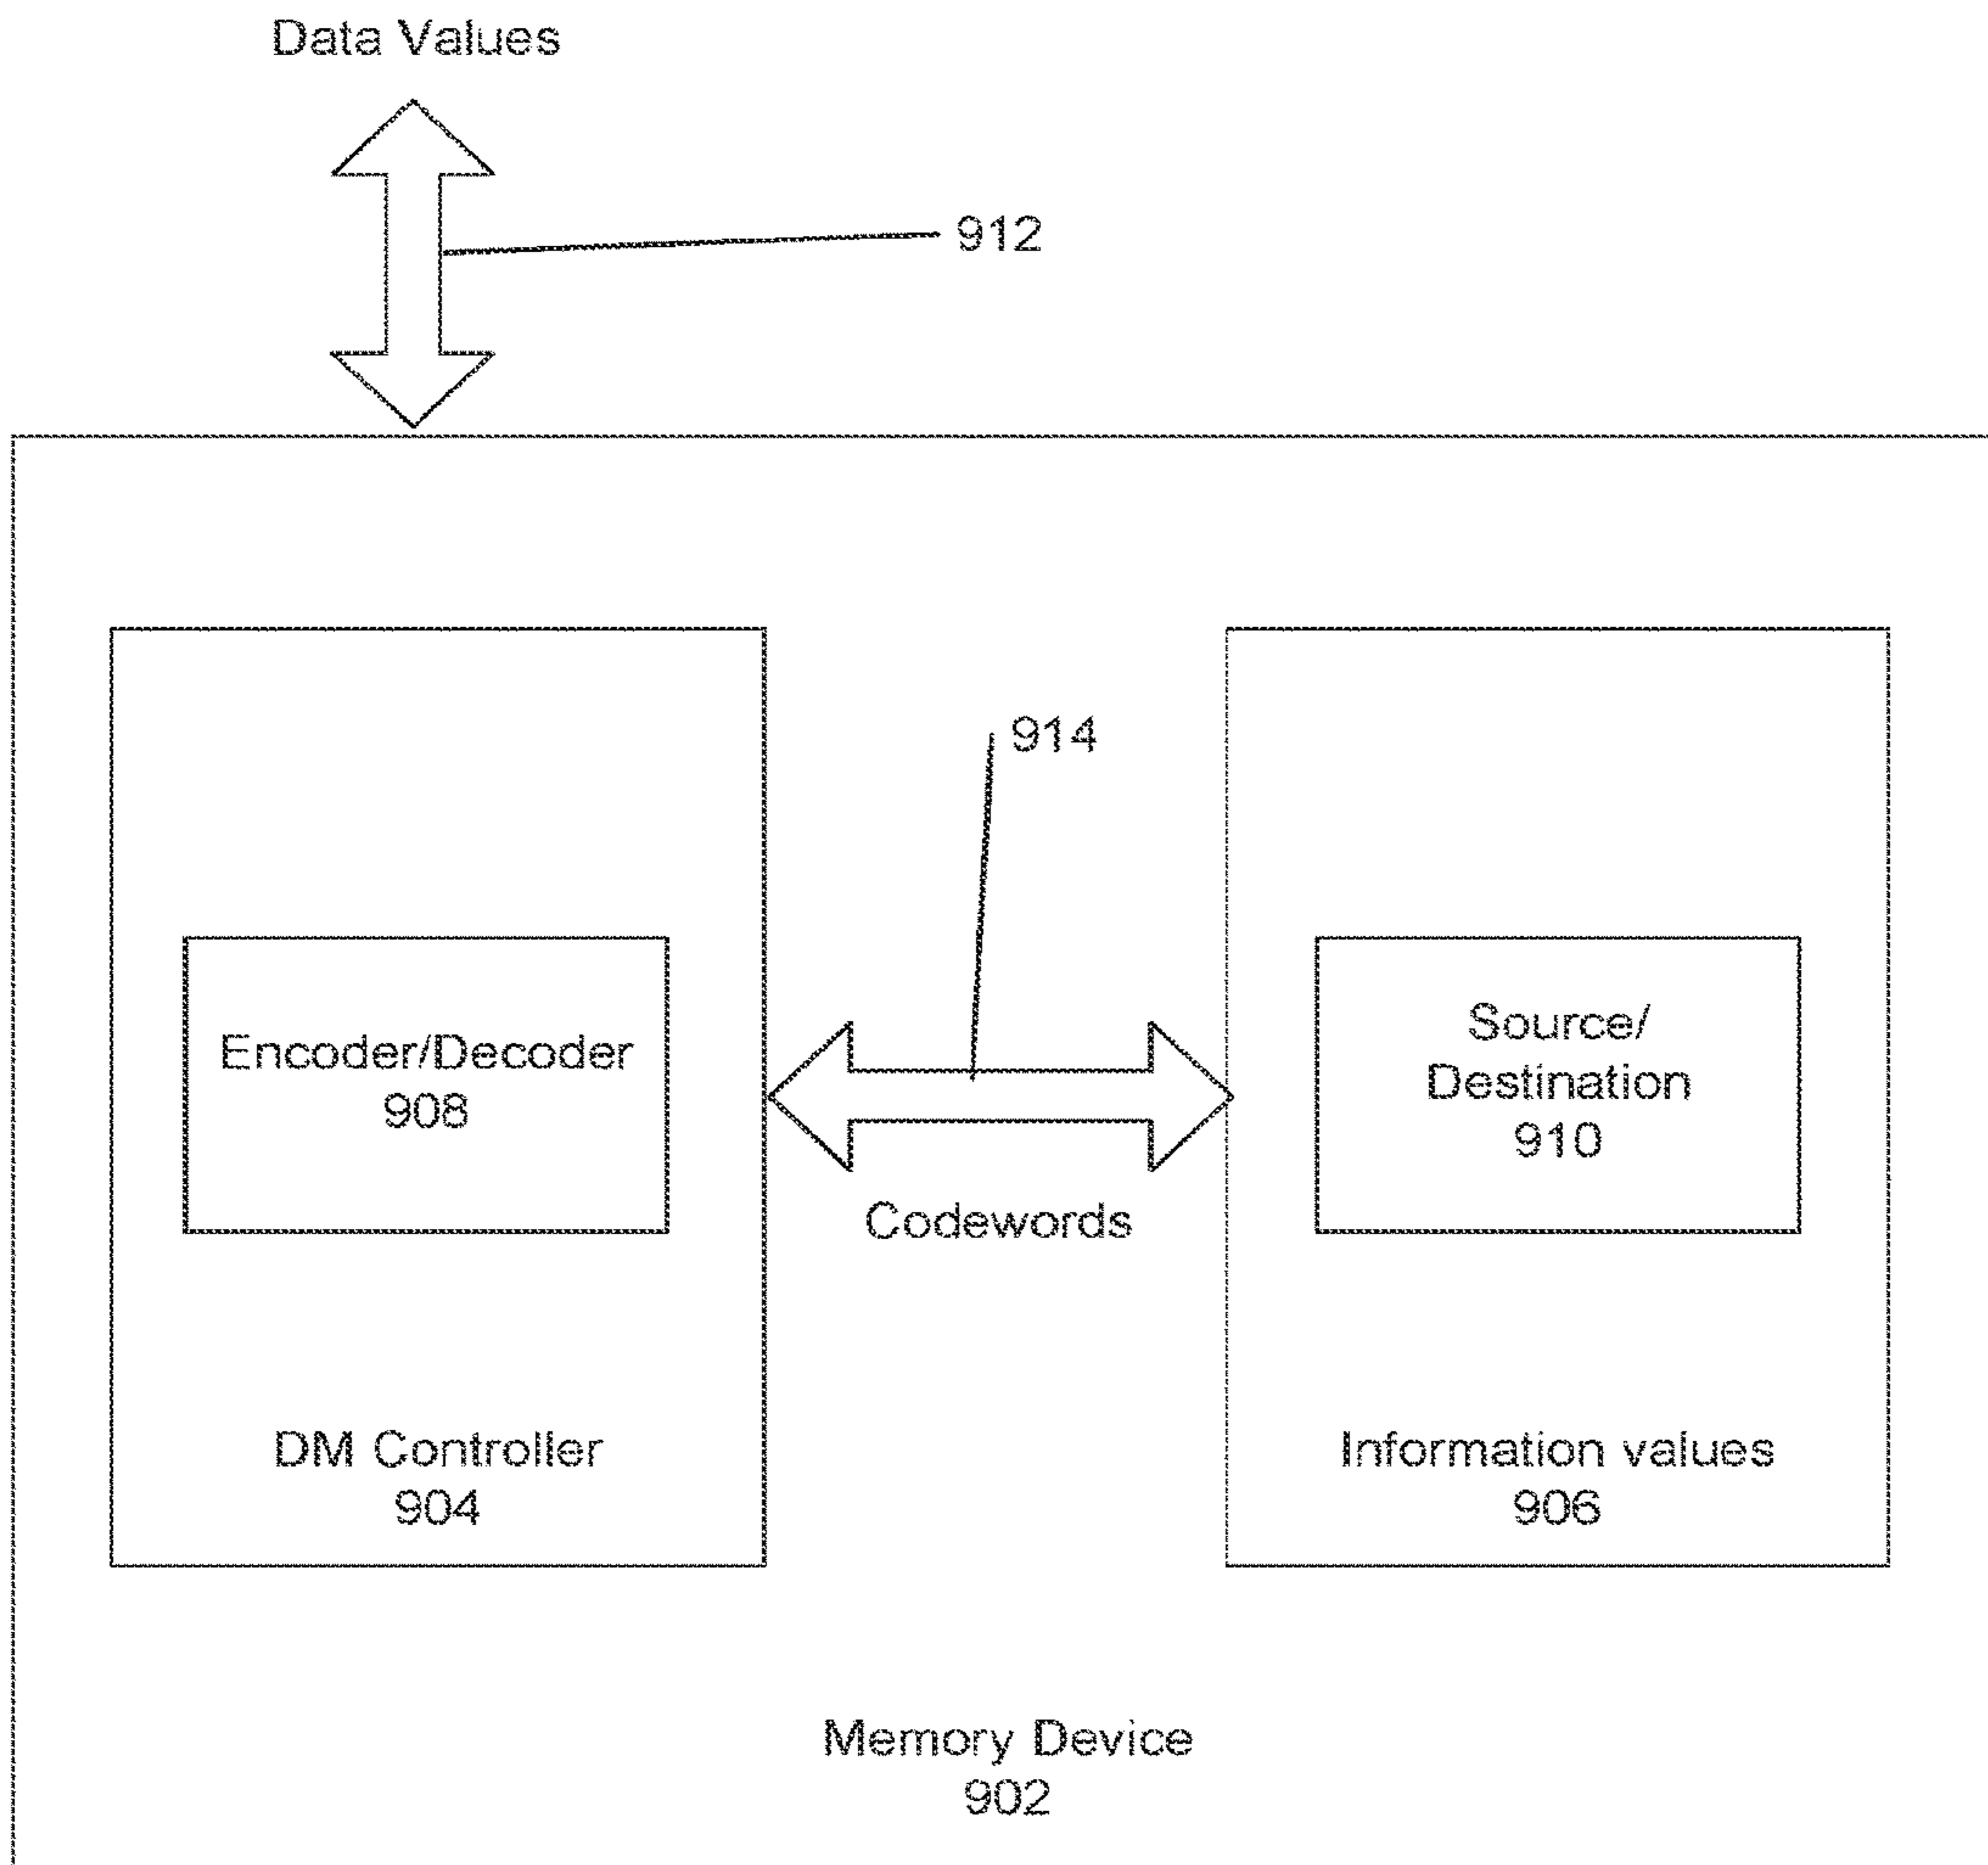 Data Values
912
914
Encoder/Decoder
908
Source/
Destination
910
Codewords
DM Controller
904
Information values
906
Memory Device
902